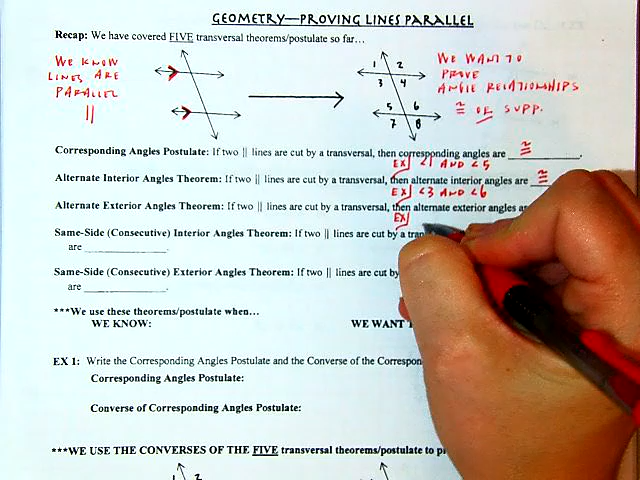 GEOMETRY—PROVING LINES PARALLEL
Recap: We have covered FIVE transversal theorems/postulate so far…
WE KNOW
LINES ARE
PARALLEL
||
1 2
3 4
5 6
7 8
WE WANT TO
PROVE
ANGLE RELATIONSHIPS
≅ OR SUPP.
Corresponding Angles Postulate: If two || lines are cut by a transversal, then corresponding angles are ≅.
EX] <1 AND <5
Alternate Interior Angles Theorem: If two || lines are cut by a transversal, then alternate interior angles are ≅
EX] <3 AND <6
Alternate Exterior Angles Theorem: If two || lines are cut by a transversal, then alternate exterior angles
EX]
Same-Side (Consecutive) Interior Angles Theorem: If two || lines are cut by a
are ____________.
Same-Side (Consecutive) Exterior Angles Theorem: If two || lines are cut by
are ____________.
***We use these theorems/postulate when…
WE KNOW: WE WANT
EX 1: Write the Corresponding Angles Postulate and the Converse of the
Corresponding Angles Postulate:
Converse of Corresponding Angles Postulate:
***WE USE THE CONVERSES OF THE FIVE transversal theorems/postulate to
1 2